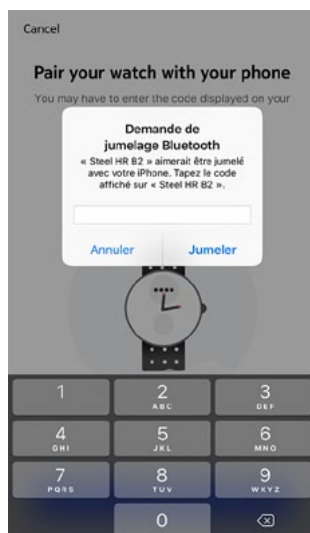 Cancel
Pair your watch with your phone
You may have to enter the code displayed on your
Demande de
jumelage Bluetooth
« Steel HR B2 » aimerait être jumelé
avec votre iPhone. Tapez le code
affiché sur « Steel HR B2 ».
Annuler Jumeler
1 2 3
ABC DEF
4 5 6
GHI JKL MNO
7 8 9
PQRS TUV WXYZ
0